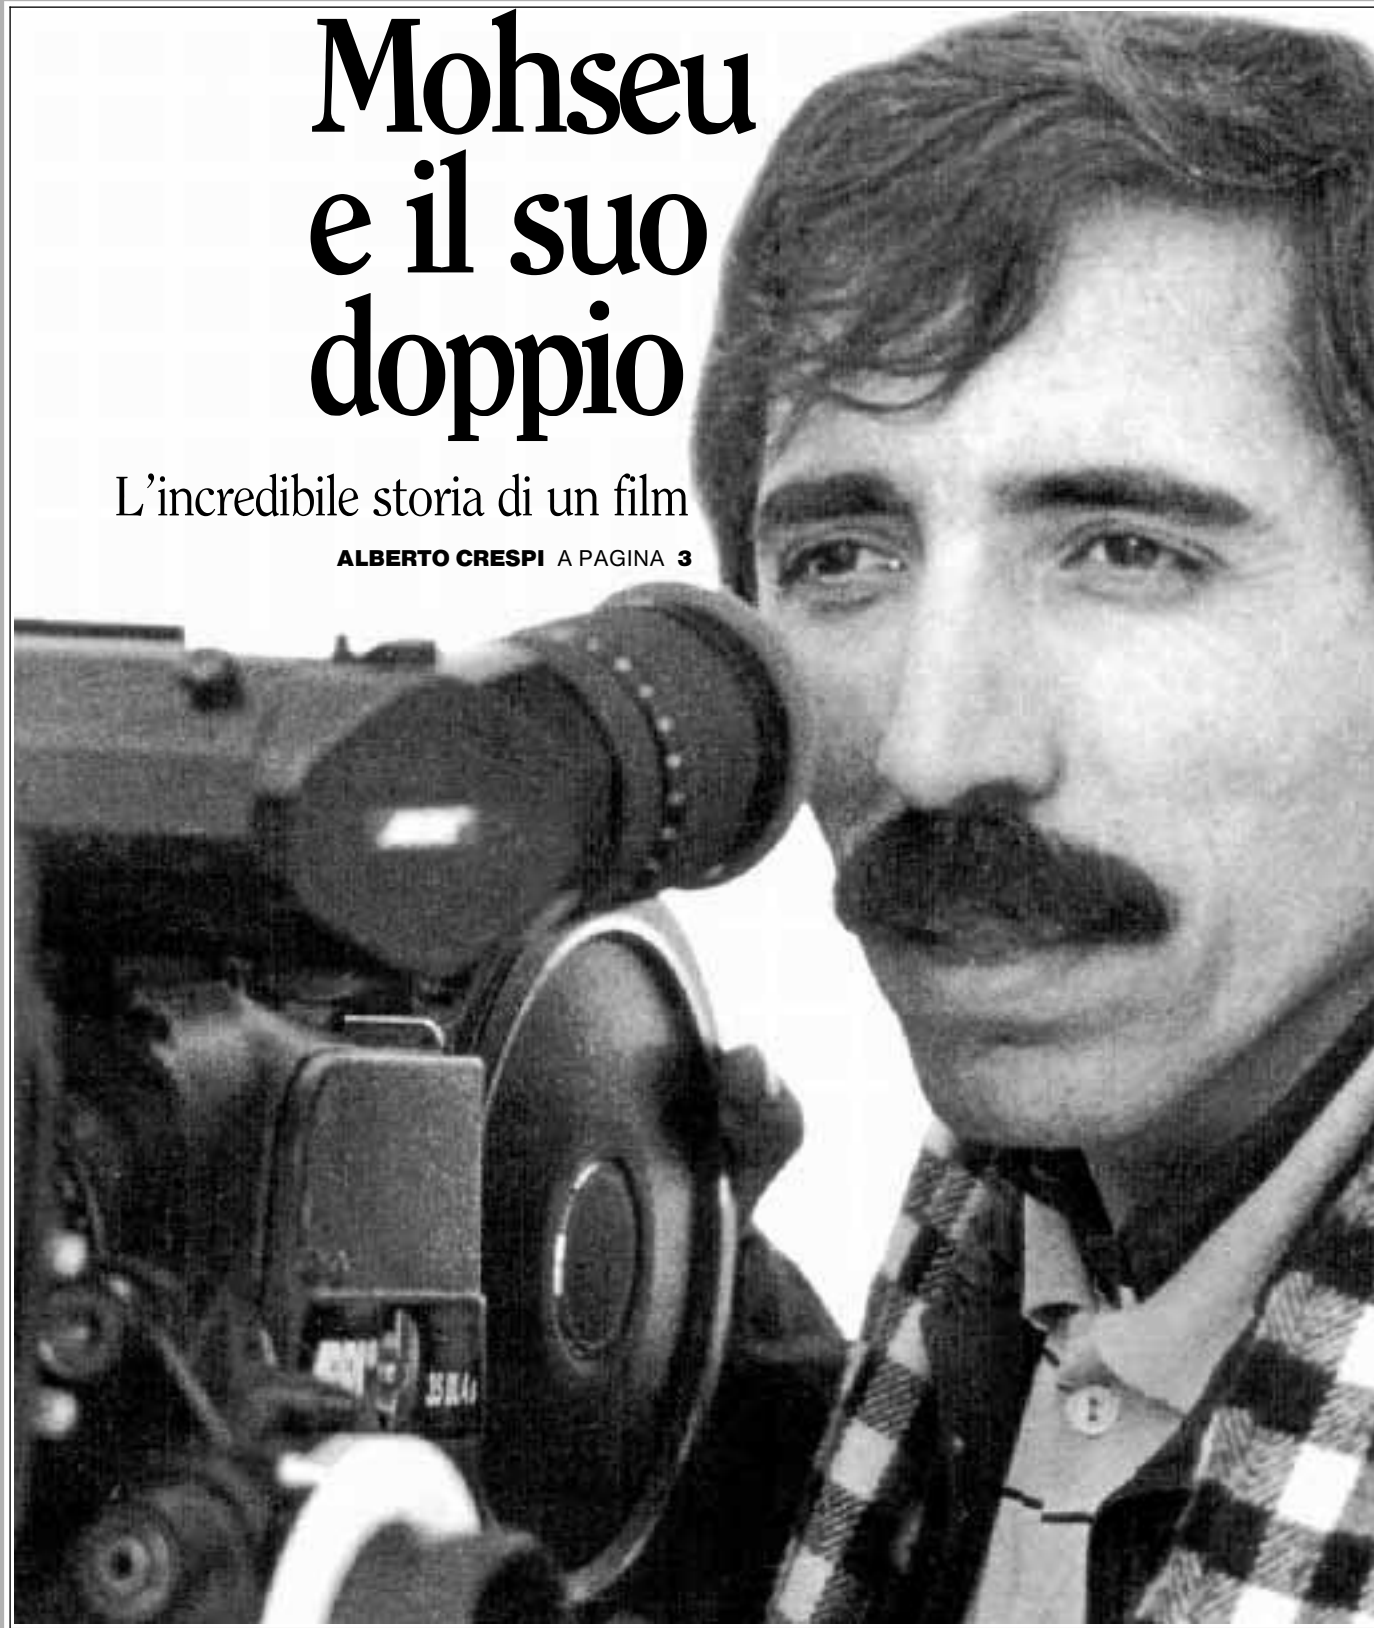 Mohseu
e il suo
doppio
L'incredibile storia di un film
ALBERTO CRESPI A PAGINA 3